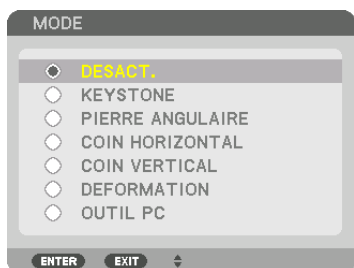 MODE
DESACT.
KEYSTONE
PIERRE ANGULAIRE
COIN HORIZONTAL
COIN VERTICAL
DEFORMATION
OUTIL PC
ENTER EXIT